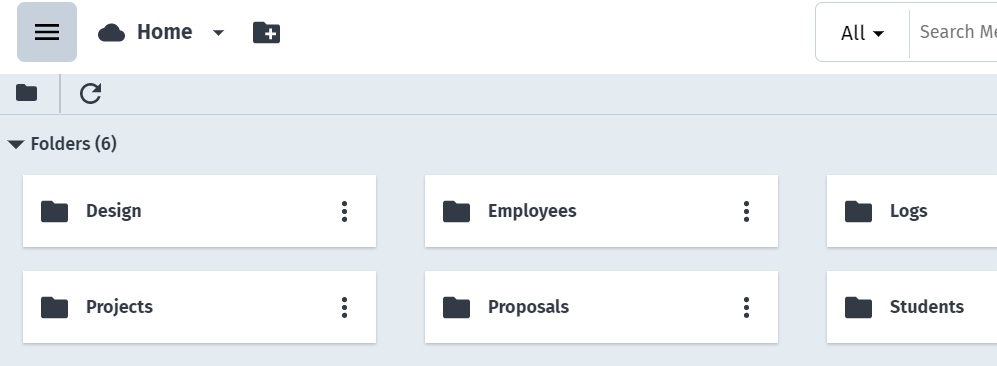 Home
All
Search Me
Folders (6)
Design
Employees
Logs
Projects
Proposals
Students